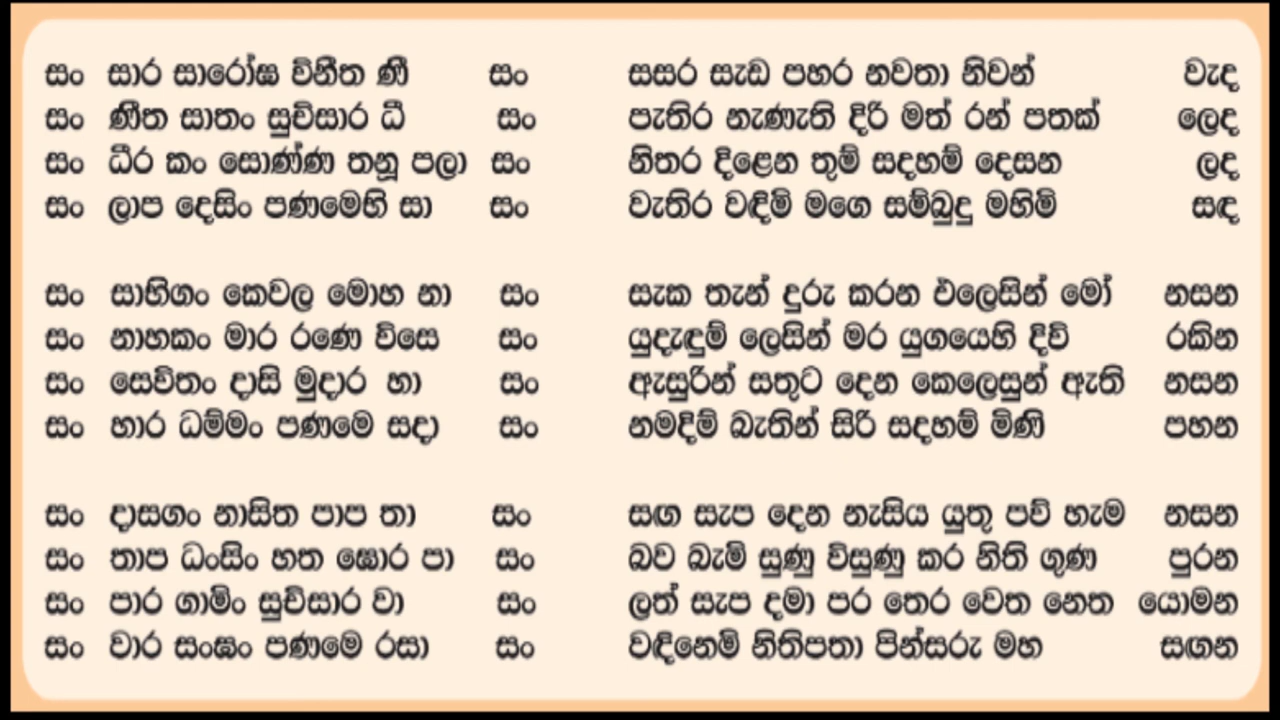 සං සාර සාරෝඝ විනීත ණී සං සසර සැඩ පහර නවතා නිවන් වැද
සං ණීත සාතං සුචිසාර ධී සං පැතිර නැණැති දිරි මත් රන් පතක් ලෙද
සං ධීර කං සොණ්ණ තනූ පලා සං නිතර දිළෙන තුම් සදහම් දෙසන ලද
සං ලාප දෙසිං පණමෙභි සා සං වැතිර වඳිමි මගෙ සම්බුදු මහිමි සඳ
සං සාභිගං කෙවල මොහ නා සං සැක තැන් දුරු කරන එලෙසින් මෝ නසන
සං නාහකං මාර රණෙ විසෙ සං යුදැඳුම් ලෙසින් මර යුගයෙහි දිවි රකින
සං සෙවිතං දාසි මුදාර හා සං ඇසුරින් සතුට දෙන කෙලෙසුන් ඇති නසන
සං හාර ධම්මං පණමෙ සදා සං නමදිම් බැතින් සිරි සදහම් මිණි පහන
සං දාසගං නාසිත පාප තා සං සඟ සැප දෙන නැසිය යුතු පව් හැම නසන
සං තාප ධංසිං හත ඝොර පා සං බව බැමි සුණු විසුණු කර නිති ගුණ පුරන
සං පාර ගාමිං සුචිසාර වා සං ලත් සැප දමා පර තෙර වෙත නෙත යොමන
සං වාර සංඝං පණමෙ රසා සං වඳිනෙමි නිතිපතා පින්සරු මහ සඟන